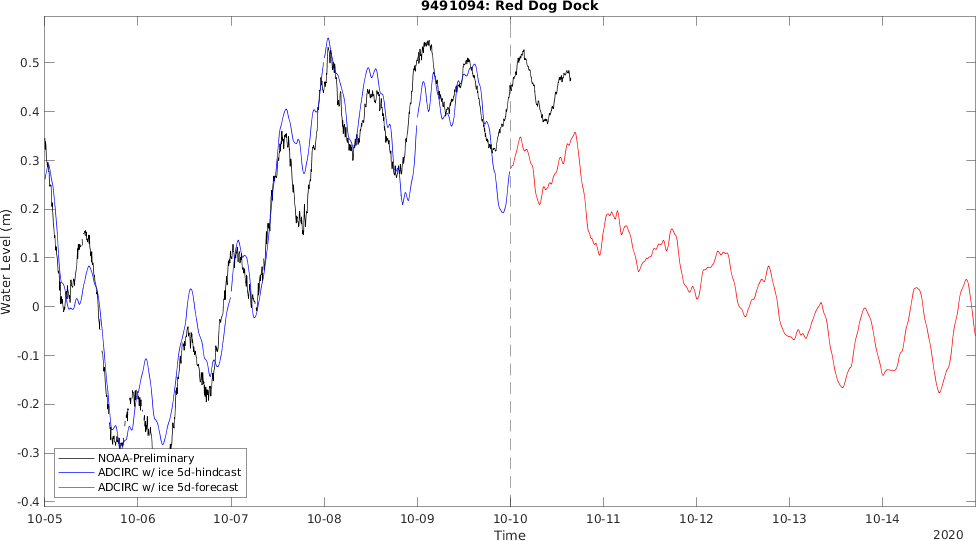 9491094: Red Dog Dock
Water Level (m)
0.5
0.4
0.3
0.2
0.1
0
-0.1
-0.2
-0.3
-0.4
NOAA-Preliminary
ADCIRC w/ ice 5d-hindcast
ADCIRC w/ ice 5d-forecast
10-05 10-06 10-07 10-08 10-09 10-10 10-11 10-12 10-13 10-14
Time
2020